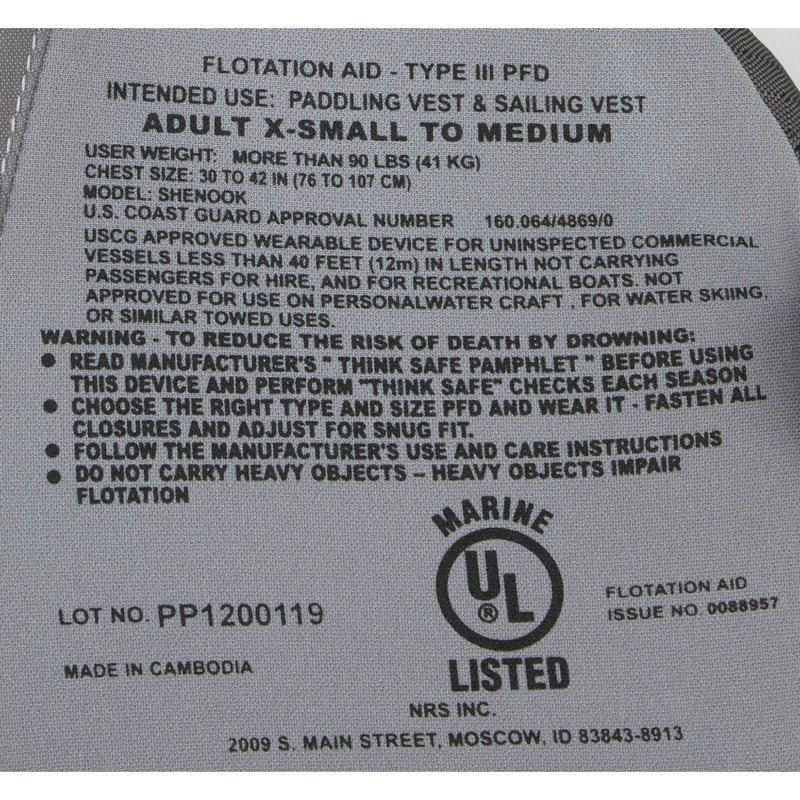 FLOTATION AID - TYPE III PFD
INTENDED USE: PADDLING VEST & SAILING VEST
ADULT X-SMALL TO MEDIUM
USER WEIGHT: MORE THAN 90 LBS (41 KG)
CHEST SIZE: 30 TO 42 IN (76 TO 107 CM)
MODEL: SHENOOK
U.S. COAST GUARD APPROVAL NUMBER 160.064/4869/0
USCG APPROVED WEARABLE DEVICE FOR UNINSPECTED COMMERCIAL
VESSELS LESS THAN 40 FEET (12m) IN LENGTH NOT CARRYING
PASSENGERS FOR HIRE, AND FOR RECREATIONAL BOATS. NOT
APPROVED FOR USE ON PERSONALWATER CRAFT , FOR WATER SKIING,
OR SIMILAR TOWED USES.
WARNING - TO REDUCE THE RISK OF DEATH BY DROWNING:
● READ MANUFACTURER'S " THINK SAFE PAMPHLET " BEFORE USING
THIS DEVICE AND PERFORM "THINK SAFE" CHECKS EACH SEASON
● CHOOSE THE RIGHT TYPE AND SIZE PFD AND WEAR IT - FASTEN ALL
CLOSURES AND ADJUST FOR SNUG FIT.
● FOLLOW THE MANUFACTURER'S USE AND CARE INSTRUCTIONS
● DO NOT CARRY HEAVY OBJECTS – HEAVY OBJECTS IMPAIR
FLOTATION
MARINE
UL ®
LISTED
FLOTATION AID
ISSUE NO. 0088957
LOT NO. PP1200119
MADE IN CAMBODIA
NRS INC.
2009 S. MAIN STREET, MOSCOW, ID 83843-8913